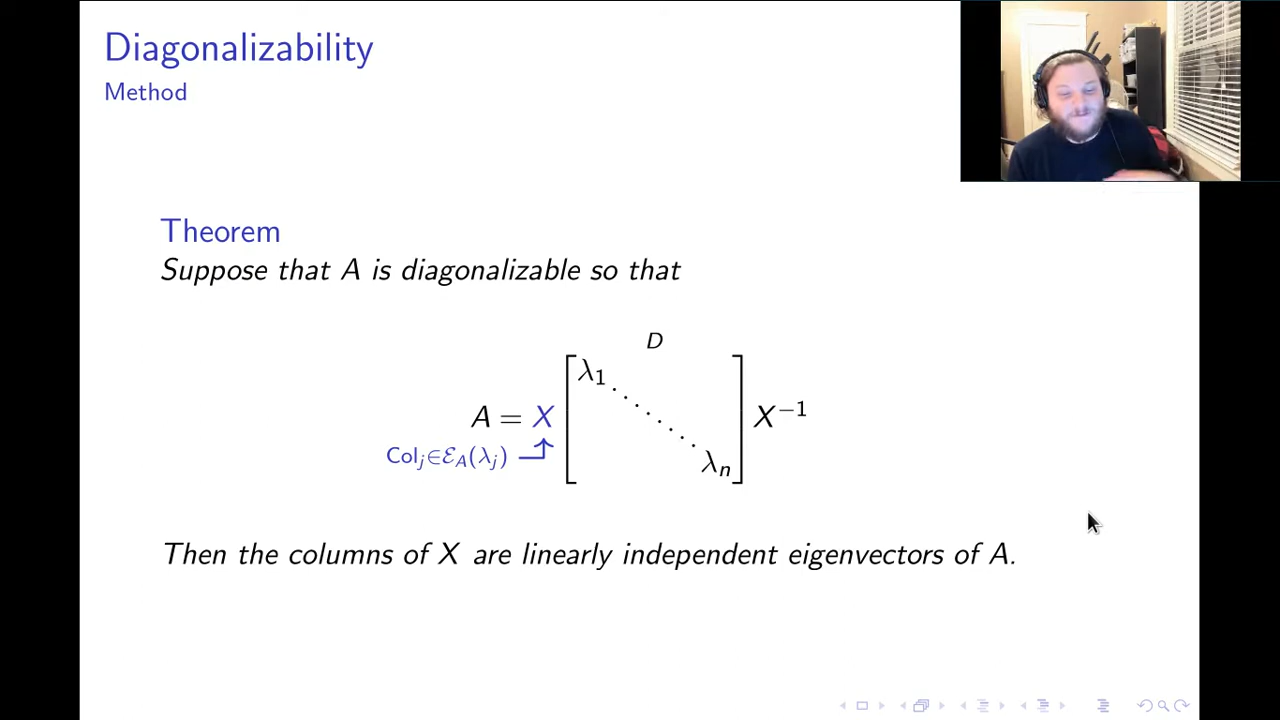 Diagonalizability
Method
Theorem
Suppose that A is diagonalizable so that
D
λ₁
A = X [ ⋱ ] X⁻¹
Colⱼ∈ℰ_A(λⱼ)
λₙ
Then the columns of X are linearly independent eigenvectors of A.